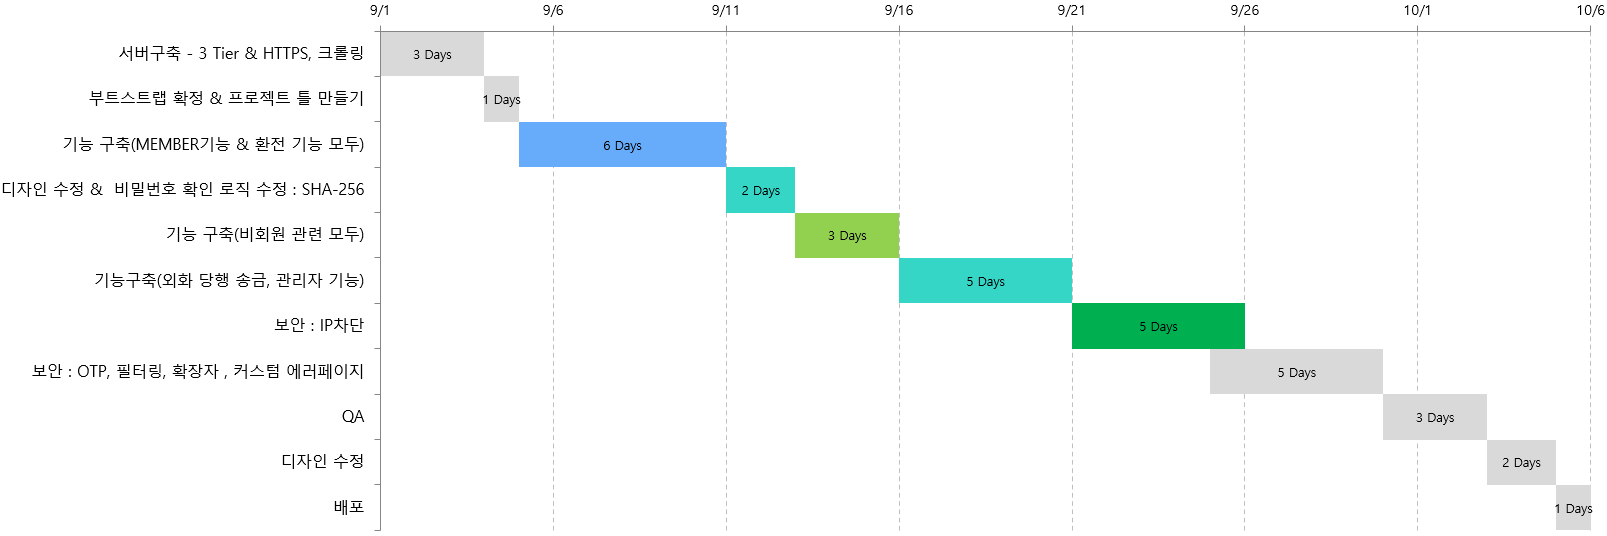 9/1 9/6 9/11 9/16 9/21 9/26 10/1 10/6
서버구축 - 3 Tier & HTTPS, 크롤링 3 Days
부트스트랩 확정 & 프로젝트 틀 만들기 1 Days
기능 구축(MEMBER기능 & 환전 기능 모두) 6 Days
디자인 수정 &  비밀번호 확인 로직 수정 : SHA-256 2 Days
기능 구축(비회원 관련 모두) 3 Days
기능구축(외화 당행 송금, 관리자 기능) 5 Days
보안 : IP차단 5 Days
보안 : OTP, 필터링, 확장자 , 커스텀 에러페이지 5 Days
QA 3 Days
디자인 수정 2 Days
배포 1 Days